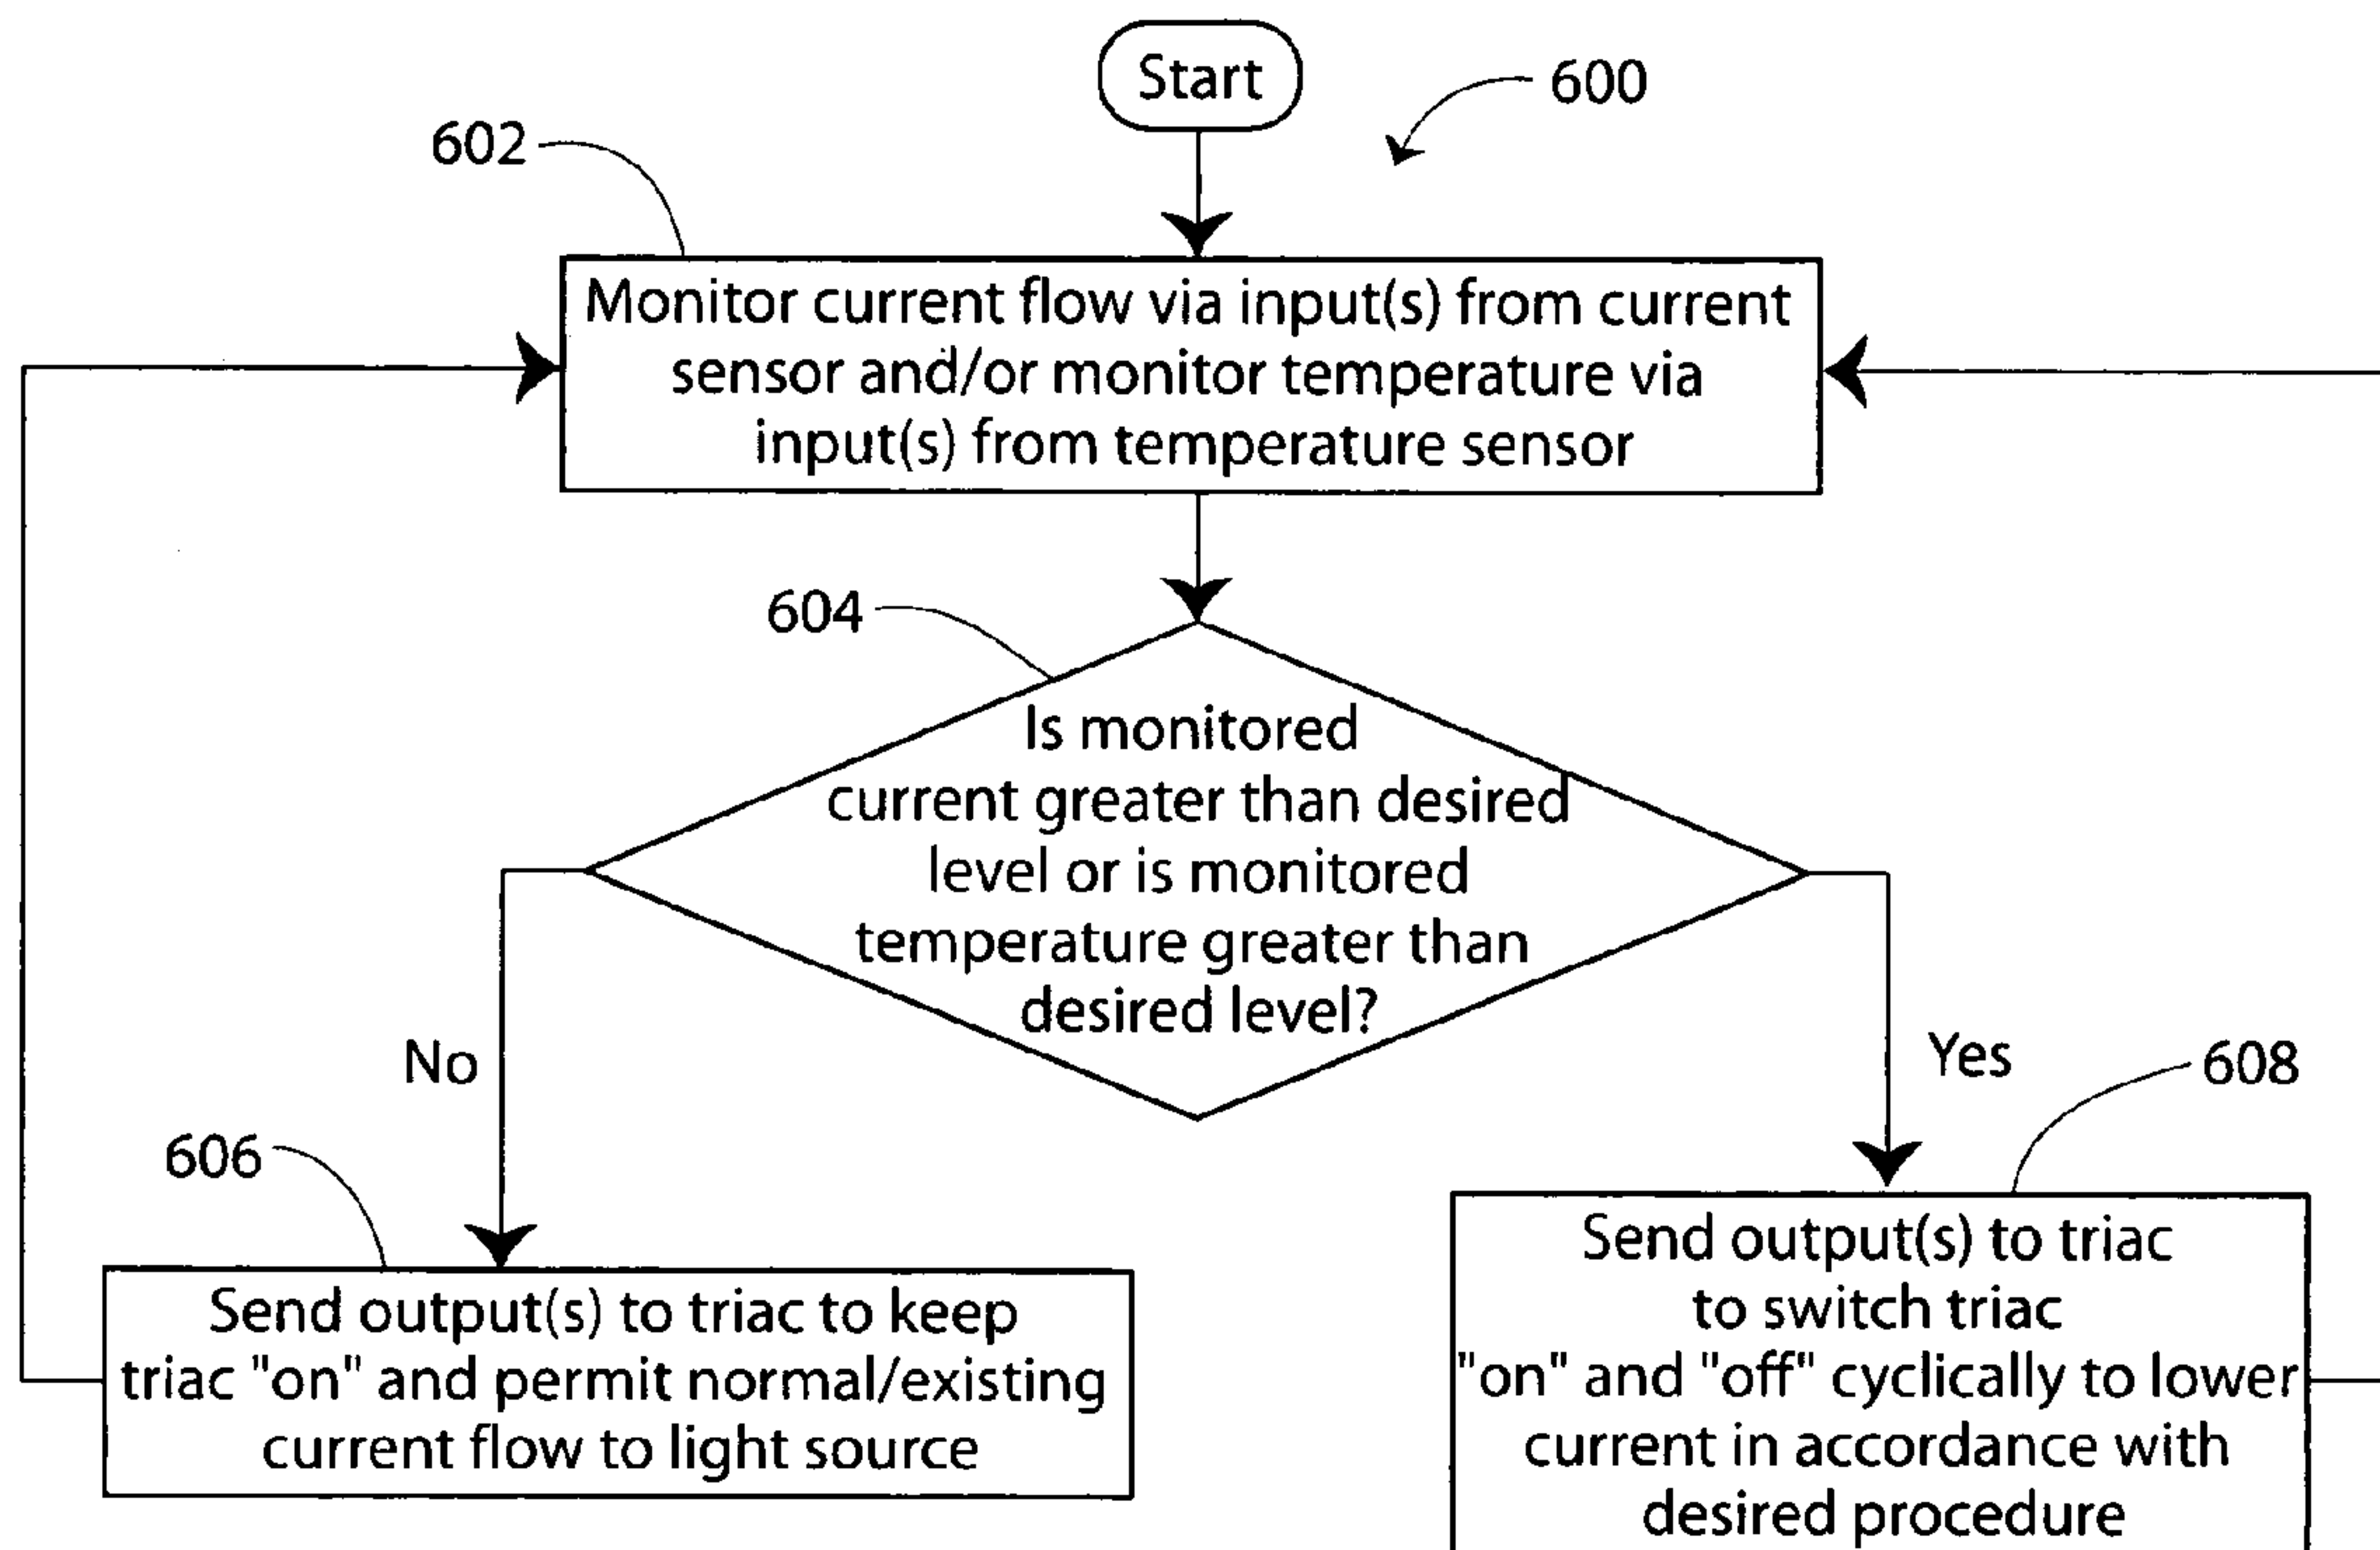 Start
600
602
Monitor current flow via input(s) from current
sensor and/or monitor temperature via
input(s) from temperature sensor
604
Is monitored
current greater than desired
level or is monitored
temperature greater than
desired level?
No
Yes
608
606
Send output(s) to triac to keep
triac "on" and permit normal/existing
current flow to light source
Send output(s) to triac
to switch triac
"on" and "off" cyclically to lower
current in accordance with
desired procedure